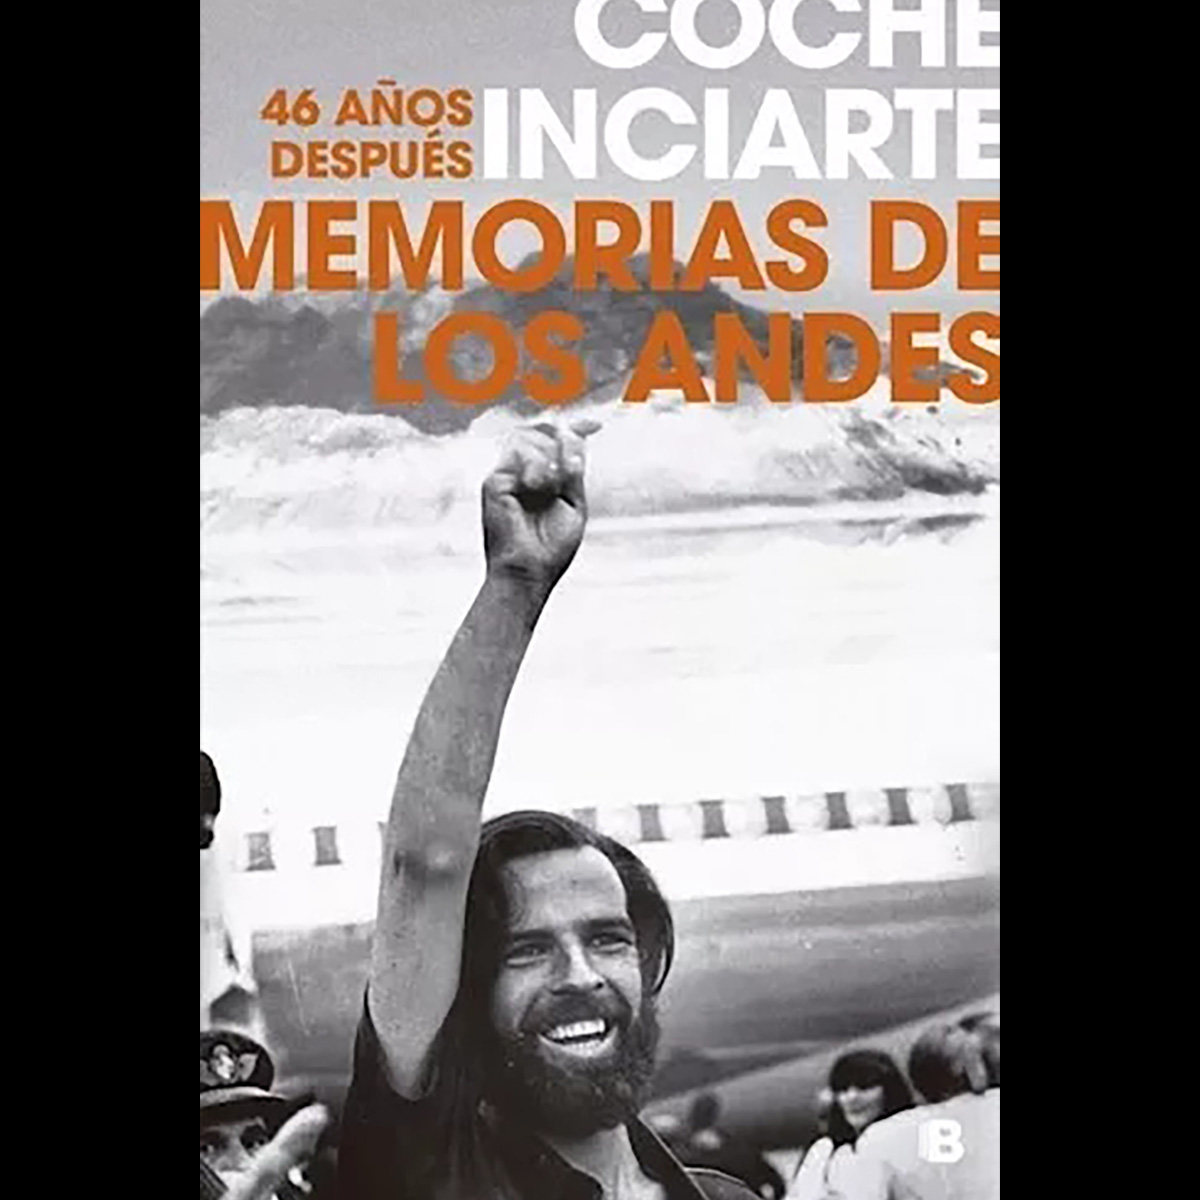 COCHE
46 AÑOS
DESPUÉS
INCIARTE
MEMORIAS DE
LOS ANDES
B